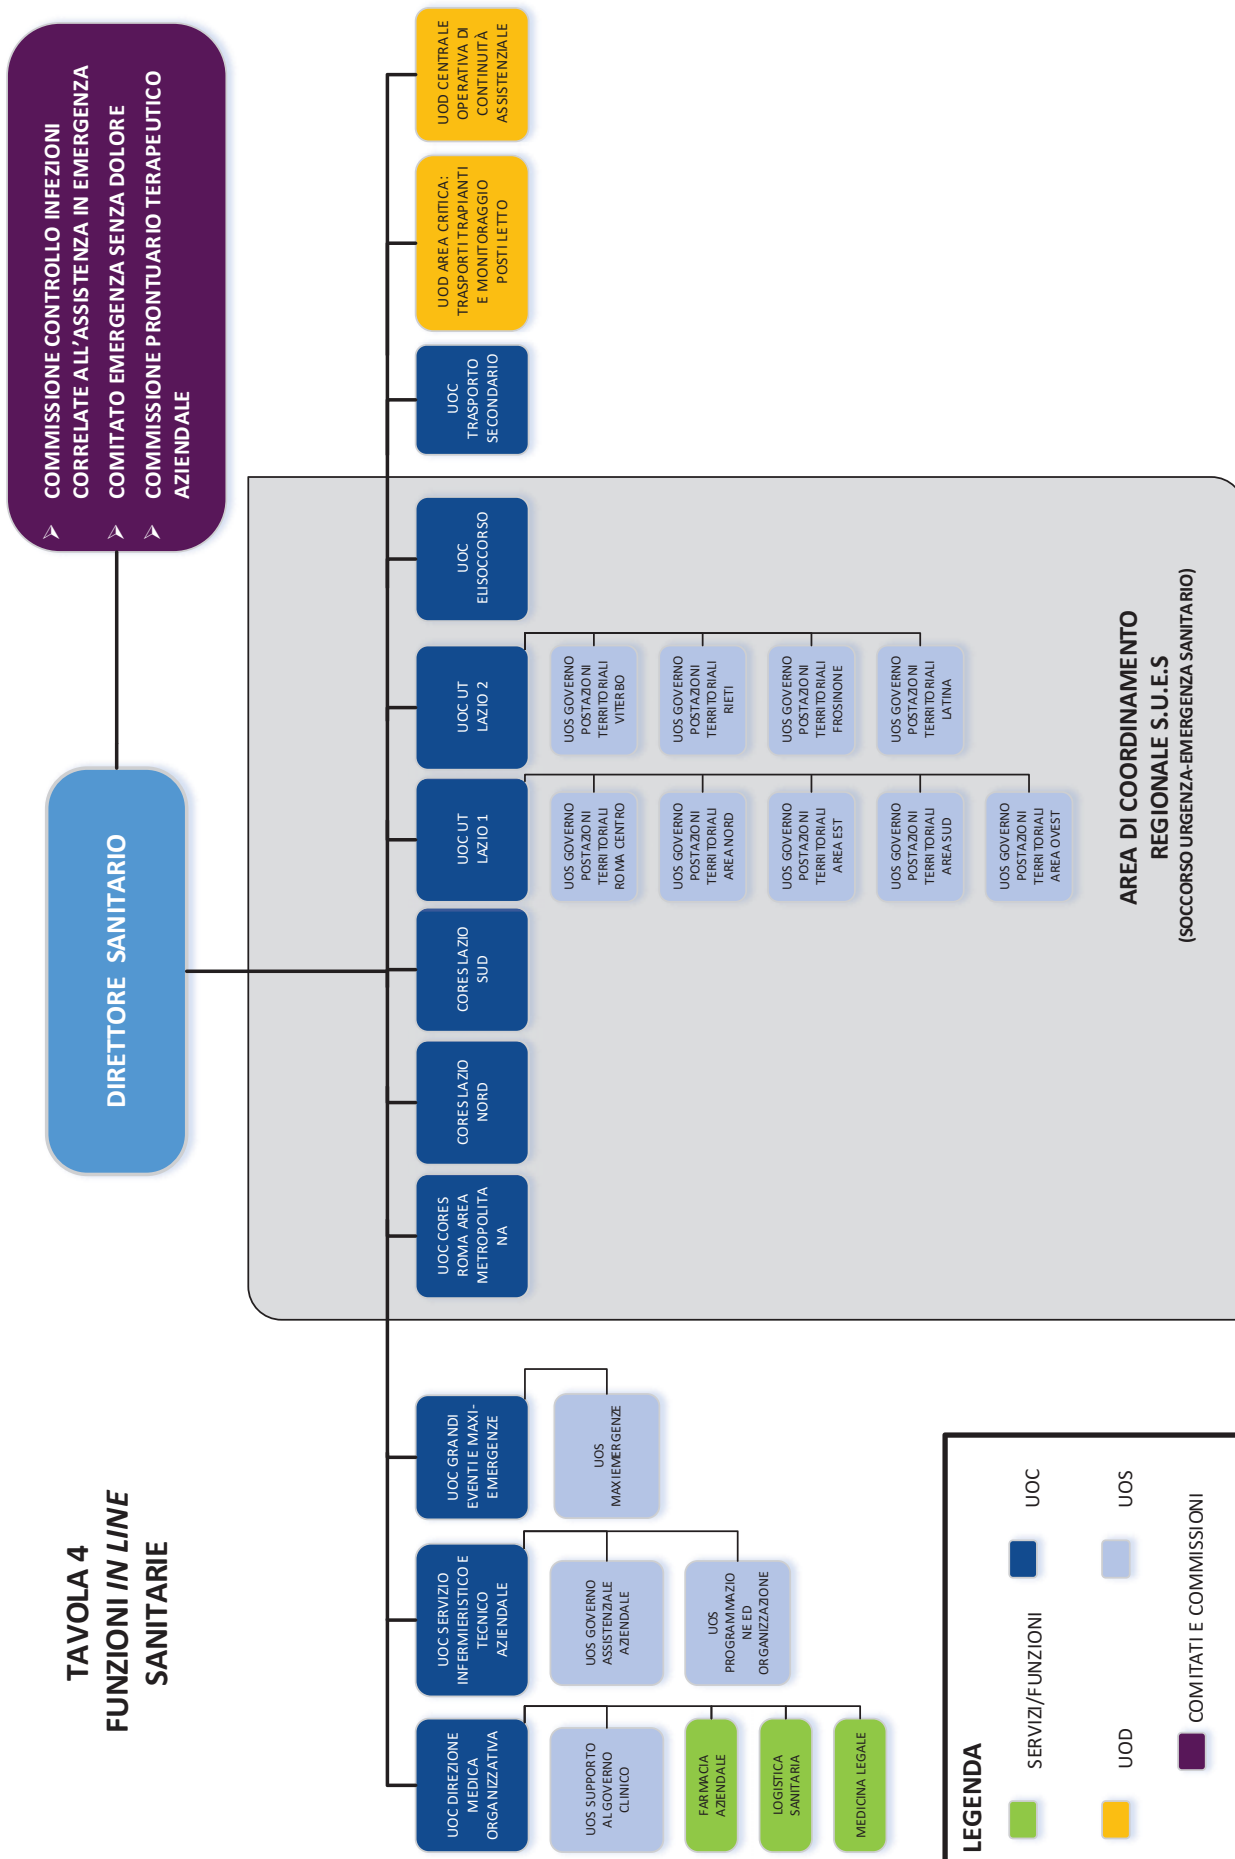 TAVOLA 4
FUNZIONI IN LINE
SANITARIE
DIRETTORE SANITARIO
COMMISSIONE CONTROLLO INFEZIONI
CORRELATE ALL'ASSISTENZA IN EMERGENZA
COMITATO EMERGENZA SENZA DOLORE
COMMISSIONE PRONTUARIO TERAPEUTICO
AZIENDALE
UOC DIREZIONE
MEDICA
ORGANIZZATIVA
UOS SUPPORTO
AL GOVERNO
CLINICO
FARMACIA
AZIENDALE
LOGISTICA
SANITARIA
MEDICINA LEGALE
UOC SERVIZIO
INFERMIERISTICO E
TECNICO
AZIENDALE
UOS GOVERNO
ASSISTENZIALE
AZIENDALE
UOS
PROGRAMMAZIO
NE ED
ORGANIZZAZIONE
UOC GRANDI
EVENTI E MAXI-
EMERGENZE
UOS
MAXIEMERGENZE
UOC CORES
ROMA AREA
METROPOLITA
NA
CORES LAZIO
NORD
CORES LAZIO
SUD
UOC UT
LAZIO 1
UOS GOVERNO
POSTAZIONI
TERRITORIALI
ROMA CENTRO
UOS GOVERNO
POSTAZIONI
TERRITORIALI
AREA NORD
UOS GOVERNO
POSTAZIONI
TERRITORIALI
AREA EST
UOS GOVERNO
POSTAZIONI
TERRITORIALI
AREA SUD
UOS GOVERNO
POSTAZIONI
TERRITORIALI
AREA OVEST
UOC UT
LAZIO 2
UOS GOVERNO
POSTAZIONI
TERRITORIALI
VITERBO
UOS GOVERNO
POSTAZIONI
TERRITORIALI
RIETI
UOS GOVERNO
POSTAZIONI
TERRITORIALI
FROSINONE
UOS GOVERNO
POSTAZIONI
TERRITORIALI
LATINA
UOC
ELISOCCORSO
UOC
TRASPORTO
SECONDARIO
UOD AREA CRITICA:
TRASPORTI TRAPIANTI
E MONITORAGGIO
POSTI LETTO
UOD CENTRALE
OPERATIVA DI
CONTINUITÀ
ASSISTENZIALE
AREA DI COORDINAMENTO
REGIONALE S.U.E.S
(SOCCORSO URGENZA-EMERGENZA SANITARIO)
LEGENDA
SERVIZI/FUNZIONI
UOC
UOD
UOS
COMITATI E COMMISSIONI